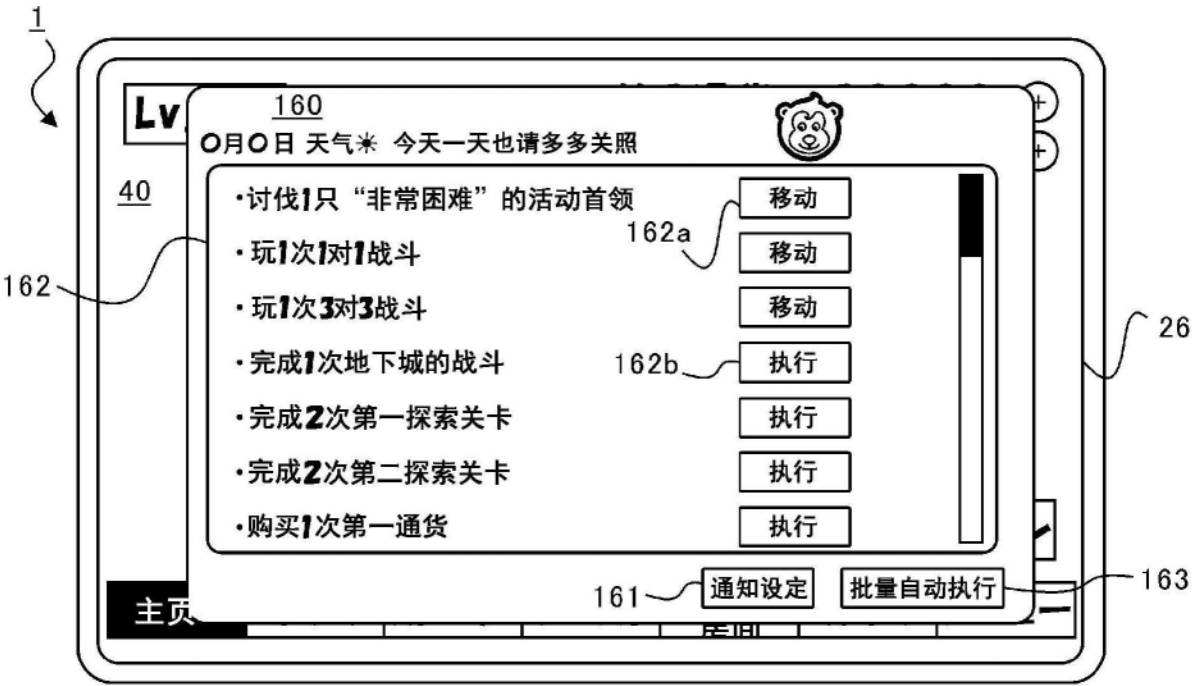 1
Lv.
160
〇月〇日 天气☀ 今天一天也请多多关照
40
·讨伐1只“非常困难”的活动首领 移动
162a
·玩1次1对1战斗 移动
162
·玩1次3对3战斗 移动
26
·完成1次地下城的战斗 162b 执行
·完成2次第一探索关卡 执行
·完成2次第二探索关卡 执行
·购买1次第一通货 执行
161 通知设定 批量自动执行 163
主页